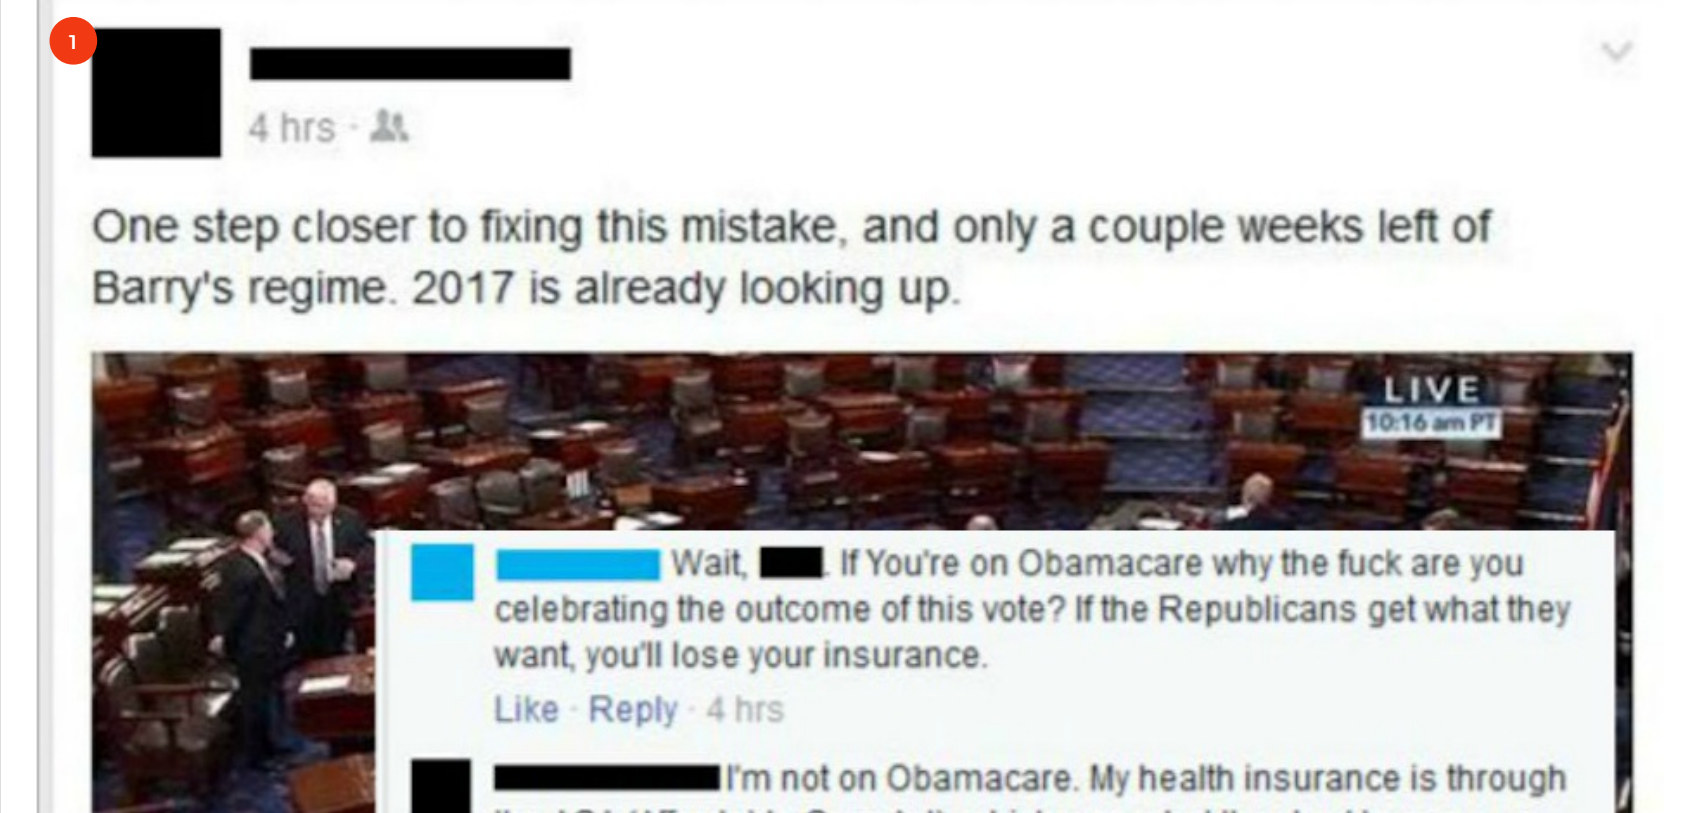 1
4 hrs ·
One step closer to fixing this mistake, and only a couple weeks left of
Barry's regime. 2017 is already looking up.
LIVE
10:16 am PT
Wait, . If You're on Obamacare why the fuck are you
celebrating the outcome of this vote? If the Republicans get what they
want, you'll lose your insurance.
Like · Reply · 4 hrs
I'm not on Obamacare. My health insurance is through